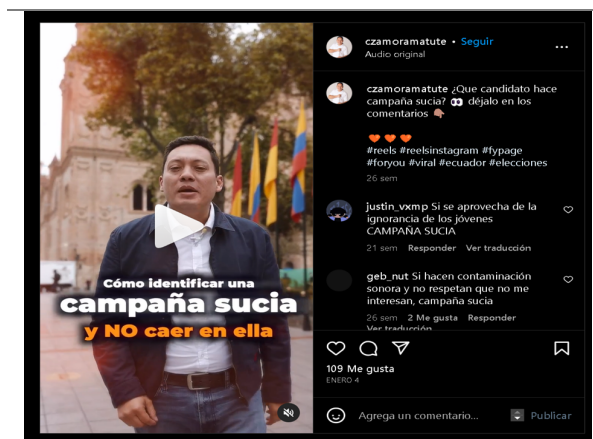 Cómo identificar una
campaña sucia
y NO caer en ella
czamoramatute • Seguir
Audio original
czamoramatute ¿Que candidato hace
campaña sucia? 👀 déjalo en los
comentarios 👇🏽
🧡 🧡 🧡
#reels #reelsinstagram #fypage
#foryou #viral #ecuador #elecciones
26 sem
justin_vxmp Si se aprovecha de la
ignorancia de los jóvenes
CAMPAÑA SUCIA
21 sem Responder Ver traducción
geb_nut Si hacen contaminación
sonora y no respetan que no me
interesan, campaña sucia
26 sem 2 Me gusta Responder
Ver traducción
109 Me gusta
ENERO 4
Agrega un comentario...
Publicar